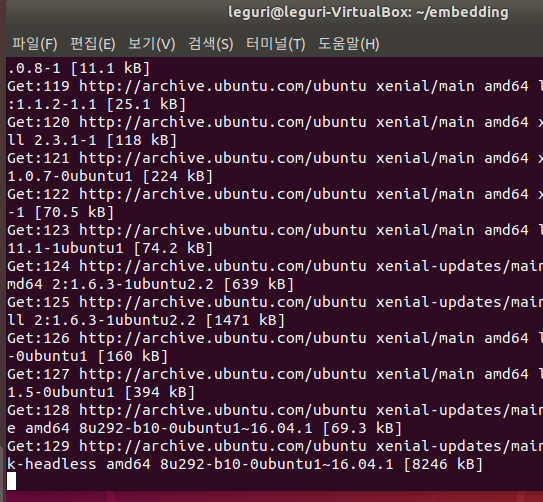 leguri@leguri-VirtualBox: ~/embedding
파일(F) 편집(E) 보기(V) 검색(S) 터미널(T) 도움말(H)
.0.8-1 [11.1 kB]
Get:119 http://archive.ubuntu.com/ubuntu xenial/main amd64 l
:1.1.2-1.1 [25.1 kB]
Get:120 http://archive.ubuntu.com/ubuntu xenial/main amd64 x
ll 2.3.1-1 [118 kB]
Get:121 http://archive.ubuntu.com/ubuntu xenial/main amd64 x
1.0.7-0ubuntu1 [224 kB]
Get:122 http://archive.ubuntu.com/ubuntu xenial/main amd64 x
-1 [70.5 kB]
Get:123 http://archive.ubuntu.com/ubuntu xenial/main amd64 l
11.1-1ubuntu1 [74.2 kB]
Get:124 http://archive.ubuntu.com/ubuntu xenial-updates/main
md64 2:1.6.3-1ubuntu2.2 [639 kB]
Get:125 http://archive.ubuntu.com/ubuntu xenial-updates/main
ll 2:1.6.3-1ubuntu2.2 [1471 kB]
Get:126 http://archive.ubuntu.com/ubuntu xenial/main amd64 l
-0ubuntu1 [160 kB]
Get:127 http://archive.ubuntu.com/ubuntu xenial/main amd64 l
1.5-0ubuntu1 [394 kB]
Get:128 http://archive.ubuntu.com/ubuntu xenial-updates/main
e amd64 8u292-b10-0ubuntu1~16.04.1 [69.3 kB]
Get:129 http://archive.ubuntu.com/ubuntu xenial-updates/main
k-headless amd64 8u292-b10-0ubuntu1~16.04.1 [8246 kB]